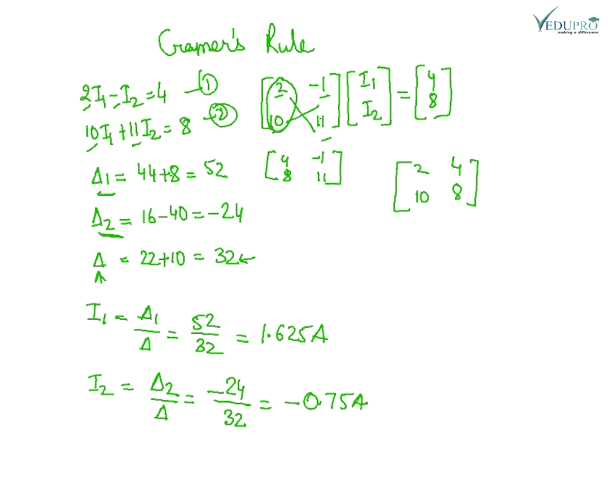 VEDUPRO
making a difference
Cramer's Rule
2I₁ - I₂ = 4 — ①
10I₁ + 11I₂ = 8 — ②
[2 -1; 10 11] [I₁; I₂] = [4; 8]
[4 -1; 8 11]
[2 4; 10 8]
Δ1 = 44+8 = 52
Δ2 = 16-40 = -24
Δ = 22+10 = 32←
I₁ = Δ1/Δ = 52/32 = 1.625A
I₂ = Δ2/Δ = -24/32 = -0.75A